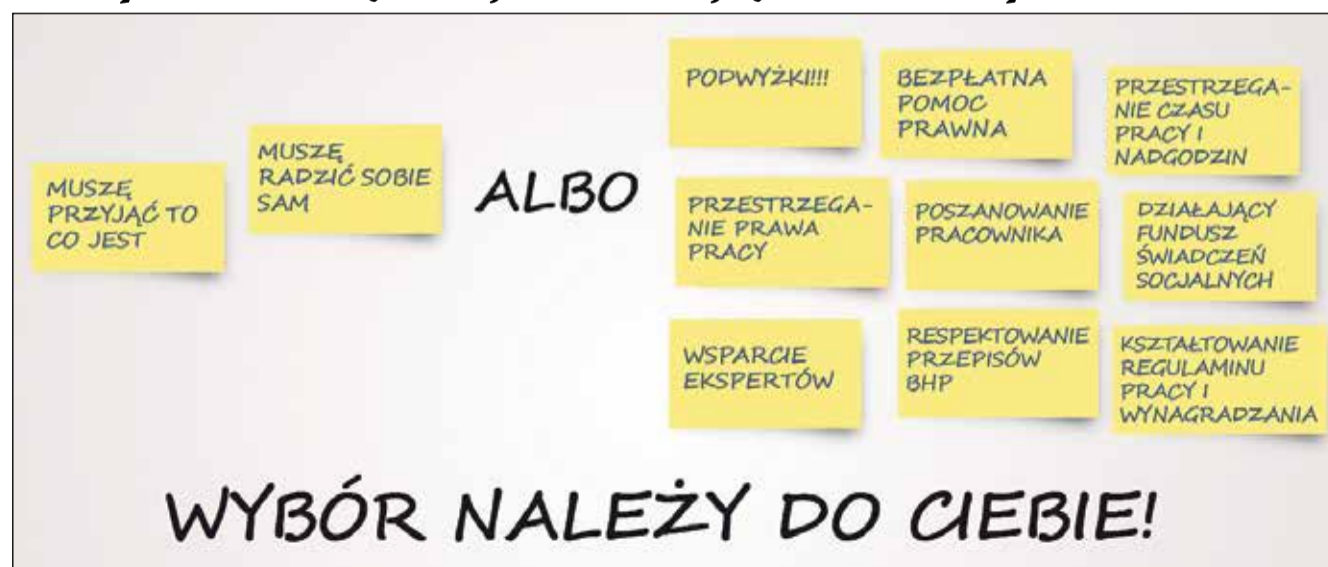 MUSZĘ
PRZYJĄĆ TO
CO JEST
MUSZĘ
RADZIĆ SOBIE
SAM
ALBO
PODWYŻKI!!!
BEZPŁATNA
POMOC
PRAWNA
PRZESTRZEGA-
NIE CZASU
PRACY I
NADGODZIN
PRZESTRZEGA-
NIE PRAWA
PRACY
POSZANOWANIE
PRACOWNIKA
DZIAŁAJĄCY
FUNDUSZ
ŚWIADCZEŃ
SOCJALNYCH
WSPARCIE
EKSPERTÓW
RESPEKTOWANIE
PRZEPISÓW
BHP
KSZTAŁTOWANIE
REGULAMINU
PRACY I
WYNAGRADZANIA
WYBÓR NALEŻY DO CIEBIE!